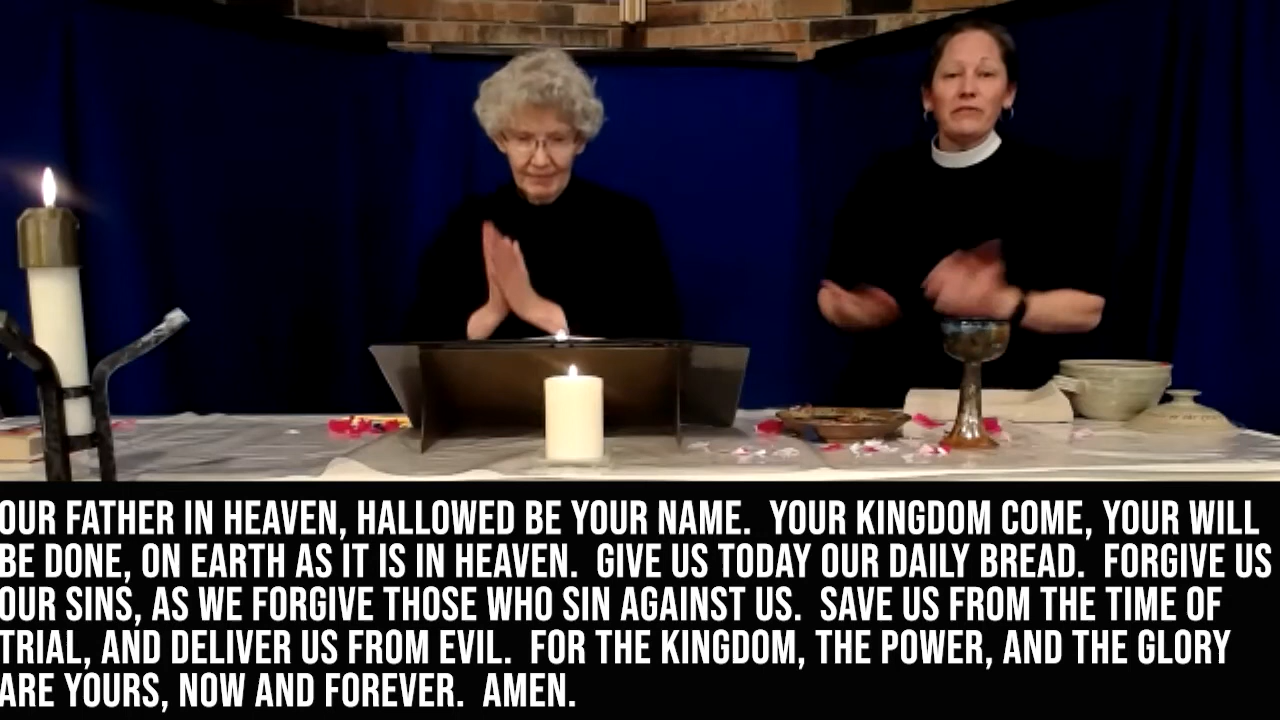 OUR FATHER IN HEAVEN, HALLOWED BE YOUR NAME.  YOUR KINGDOM COME, YOUR WILL
BE DONE, ON EARTH AS IT IS IN HEAVEN.  GIVE US TODAY OUR DAILY BREAD.  FORGIVE US
OUR SINS, AS WE FORGIVE THOSE WHO SIN AGAINST US.  SAVE US FROM THE TIME OF
TRIAL, AND DELIVER US FROM EVIL.  FOR THE KINGDOM, THE POWER, AND THE GLORY
ARE YOURS, NOW AND FOREVER.  AMEN.